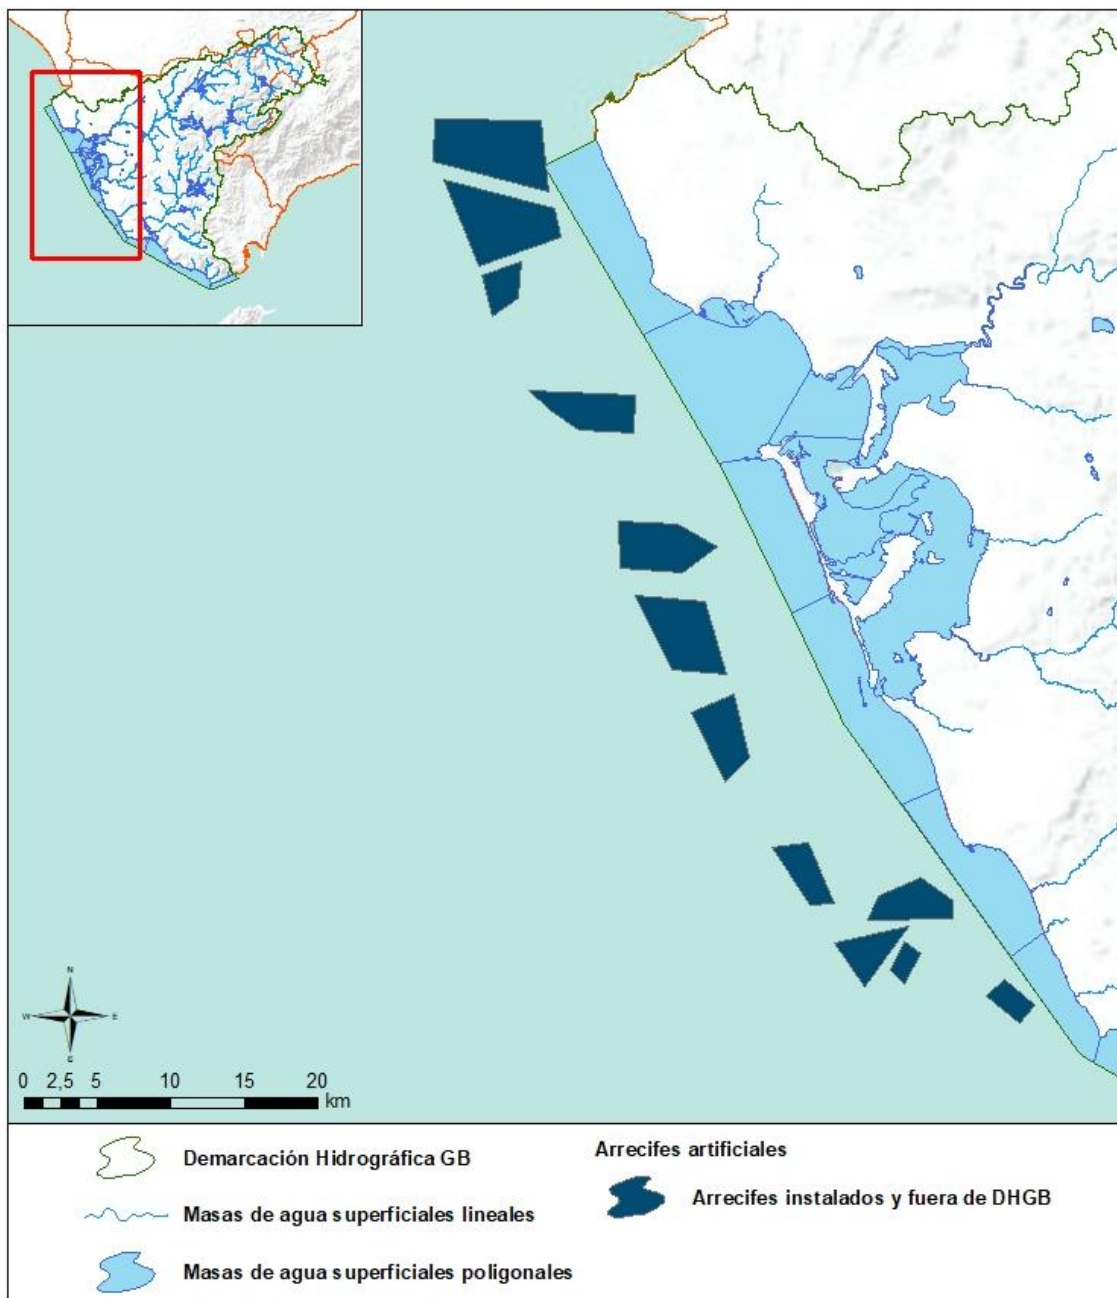 N
W
E
S
0 2,5 5 10 15 20
km
Demarcación Hidrográfica GB
Masas de agua superficiales lineales
Masas de agua superficiales poligonales
Arrecifes artificiales
Arrecifes instalados y fuera de DHGB